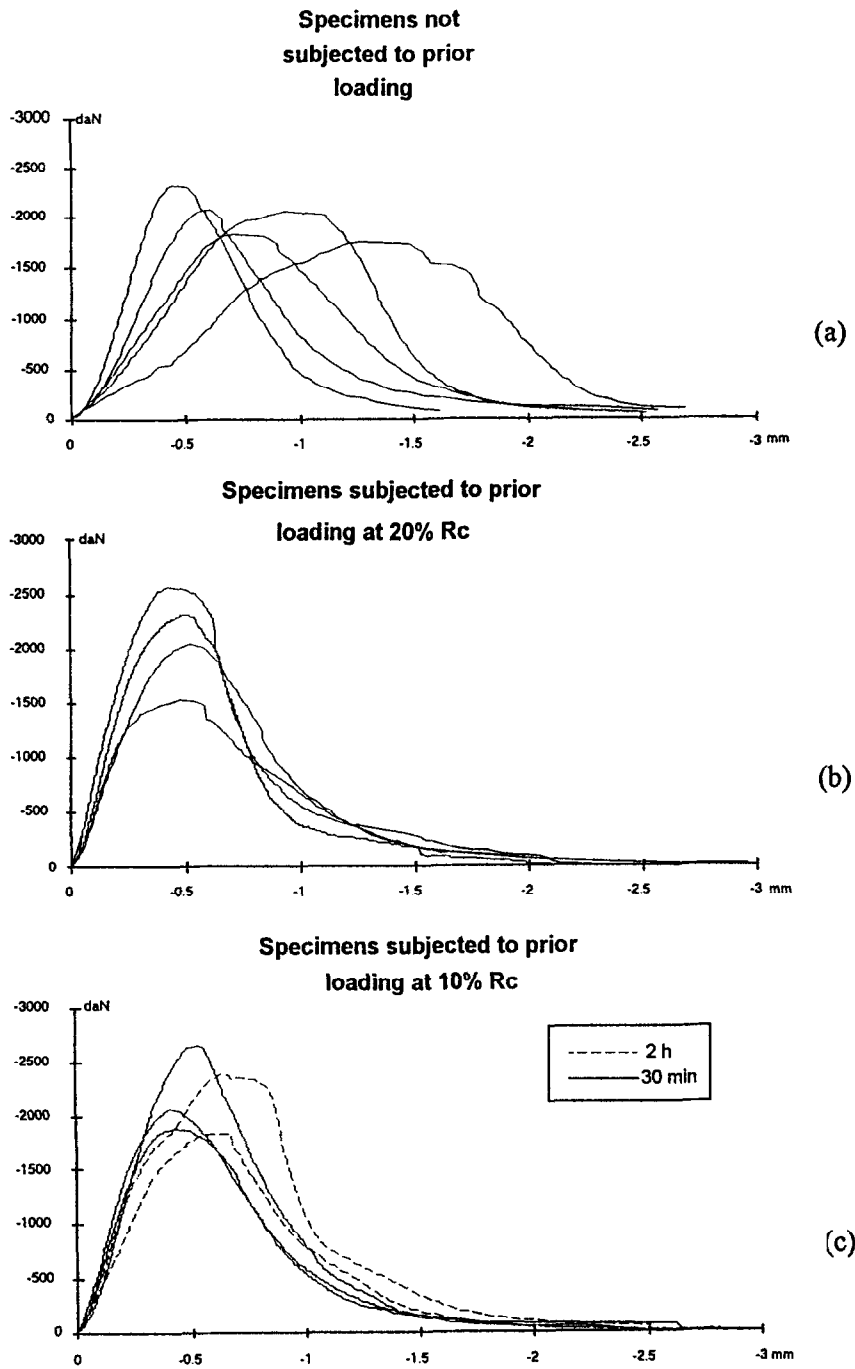 Specimens not
subjected to prior
loading
-3000 daN
-2500
-2000
-1500
-1000
-500
0
0 -0.5 -1 -1.5 -2 -2.5 -3 mm
(a)
Specimens subjected to prior
loading at 20% Rc
-3000 daN
-2500
-2000
-1500
-1000
-500
0
0 -0.5 -1 -1.5 -2 -2.5 -3 mm
(b)
Specimens subjected to prior
loading at 10% Rc
-3000 daN
-2500
-2000
-1500
-1000
-500
0
0 -0.5 -1 -1.5 -2 -2.5 -3 mm
2 h
30 min
(c)